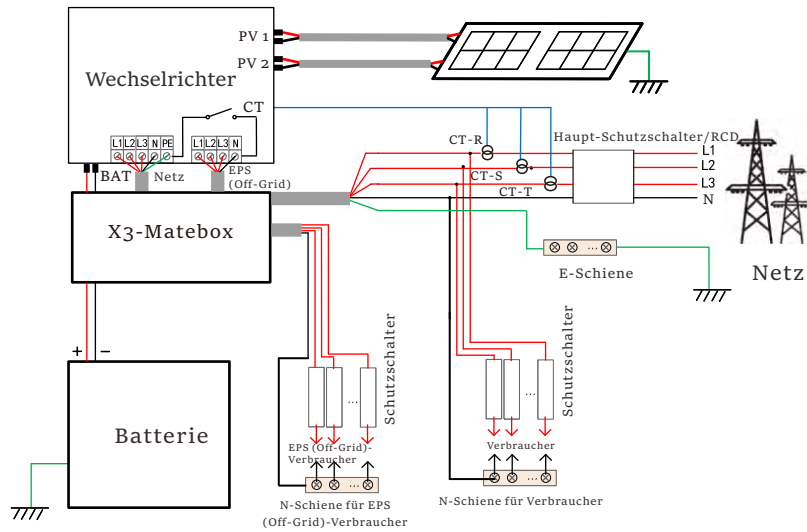 PV 1
PV 2
Wechselrichter
CT
L1 L2 L3 N PE
L1 L2 L3 N
BAT
Netz
EPS
(Off-Grid)
CT-R
CT-S
CT-T
Haupt-Schutzschalter/RCD
L1
L2
L3
N
X3-Matebox
E-Schiene
...
Netz
+
−
Batterie
...
Schutzschalter
EPS (Off-Grid)-
Verbraucher
...
N-Schiene für EPS
(Off-Grid)-Verbraucher
...
Schutzschalter
Verbraucher
...
N-Schiene für Verbraucher